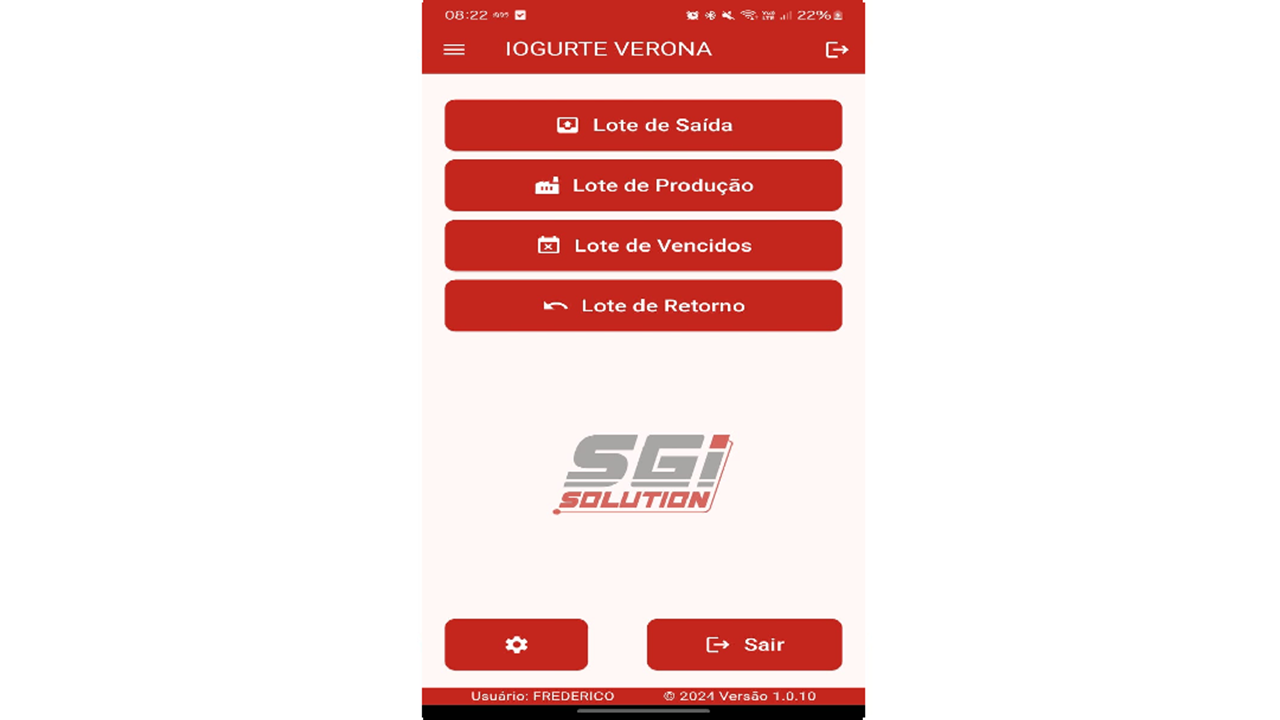 08:22 22%
IOGURTE VERONA
Lote de Saída
Lote de Produção
Lote de Vencidos
Lote de Retorno
SGi
SOLUTION
Sair
Usuário: FREDERICO © 2024 Versão 1.0.10